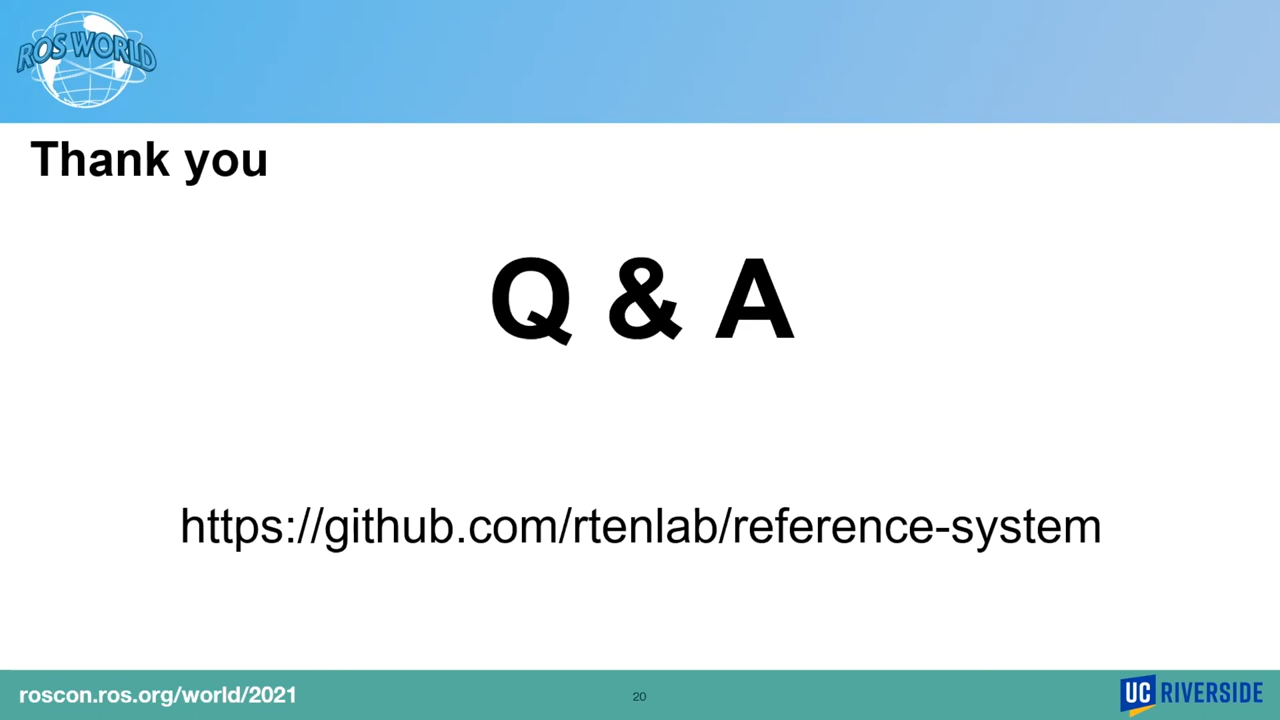 ROS WORLD
Thank you
Q & A
https://github.com/rtenlab/reference-system
roscon.ros.org/world/2021
20
UC RIVERSIDE